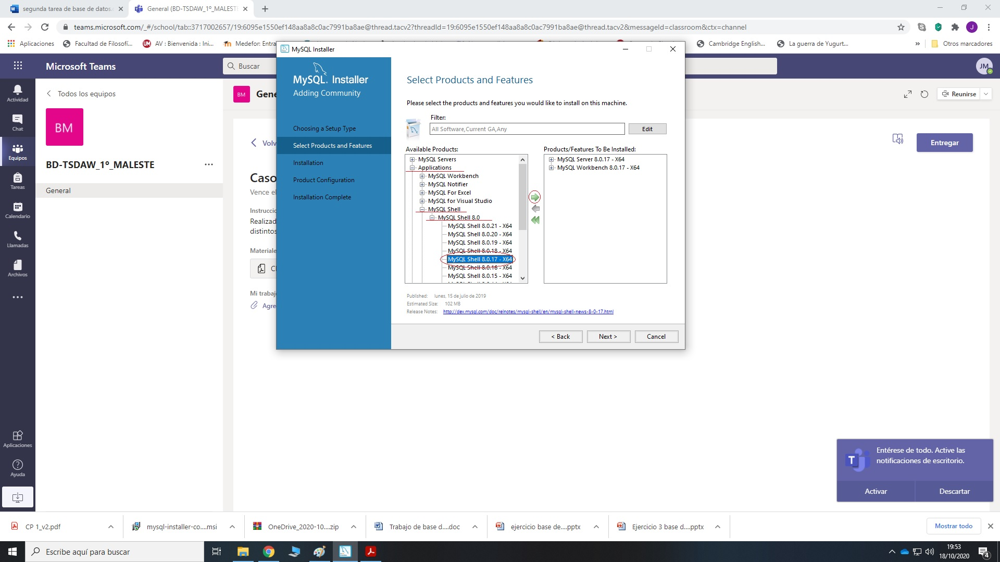 segunda tarea de base de datos.
General (BD-TSDAW_1º_MALESTE
teams.microsoft.com/_#/school/tab::3717002657/19:6095e1550ef148aa8a8c0ac7991ba8ae@thread.tacv2?threadId=19:6095e1550ef148aa8a8c0ac7991ba8ae@thread.tacv2&messageId=classroom&ctx=channel
J
Aplicaciones
Facultad de Filosofí...
AV : Bienvenida : Ini...
Medefor: Entra
Cambridge English...
La guerra de Yugurt...
»
Otros marcadores
Microsoft Teams
Buscar
JM
Actividad
Chat
Equipos
Tareas
Calendario
Llamadas
Archivos
Aplicaciones
Ayuda
Todos los equipos
BM
BD-TSDAW_1º_MALESTE
General
BM
Gene
Reunirse
Volv
Entregar
Caso
Vence el
Instruccio
Realizad
distintos
Materiale
Cl
Mi trabaj
Agre
MySQL Installer
MySQL. Installer
Adding Community
Choosing a Setup Type
Select Products and Features
Installation
Product Configuration
Installation Complete
Select Products and Features
Please select the products and features you would like to install on this machine.
Filter:
All Software,Current GA,Any
Edit
Available Products:
MySQL Servers
Applications
MySQL Workbench
MySQL Notifier
MySQL For Excel
MySQL for Visual Studio
MySQL Shell
MySQL Shell 8.0
MySQL Shell 8.0.21 - X64
MySQL Shell 8.0.20 - X64
MySQL Shell 8.0.19 - X64
MySQL Shell 8.0.18 - X64
MySQL Shell 8.0.17 - X64
MySQL Shell 8.0.16 - X64
MySQL Shell 8.0.15 - X64
Products/Features To Be Installed:
MySQL Server 8.0.17 - X64
MySQL Workbench 8.0.17 - X64
Published: lunes, 15 de julio de 2019
Estimated Size: 102 MB
Release Notes: http://dev.mysql.com/doc/relnotes/mysql-shell/en/mysql-shell-news-8-0-17.html
< Back
Next >
Cancel
Entérese de todo. Active las
notificaciones de escritorio.
Activar
Descartar
CP 1_v2.pdf
mysql-installer-co....msi
OneDrive_2020-10....zip
Trabajo de base d....doc
ejercicio base de....pptx
Ejercicio 3 base d....pptx
Mostrar todo
Escribe aquí para buscar
19:53
18/10/2020
4